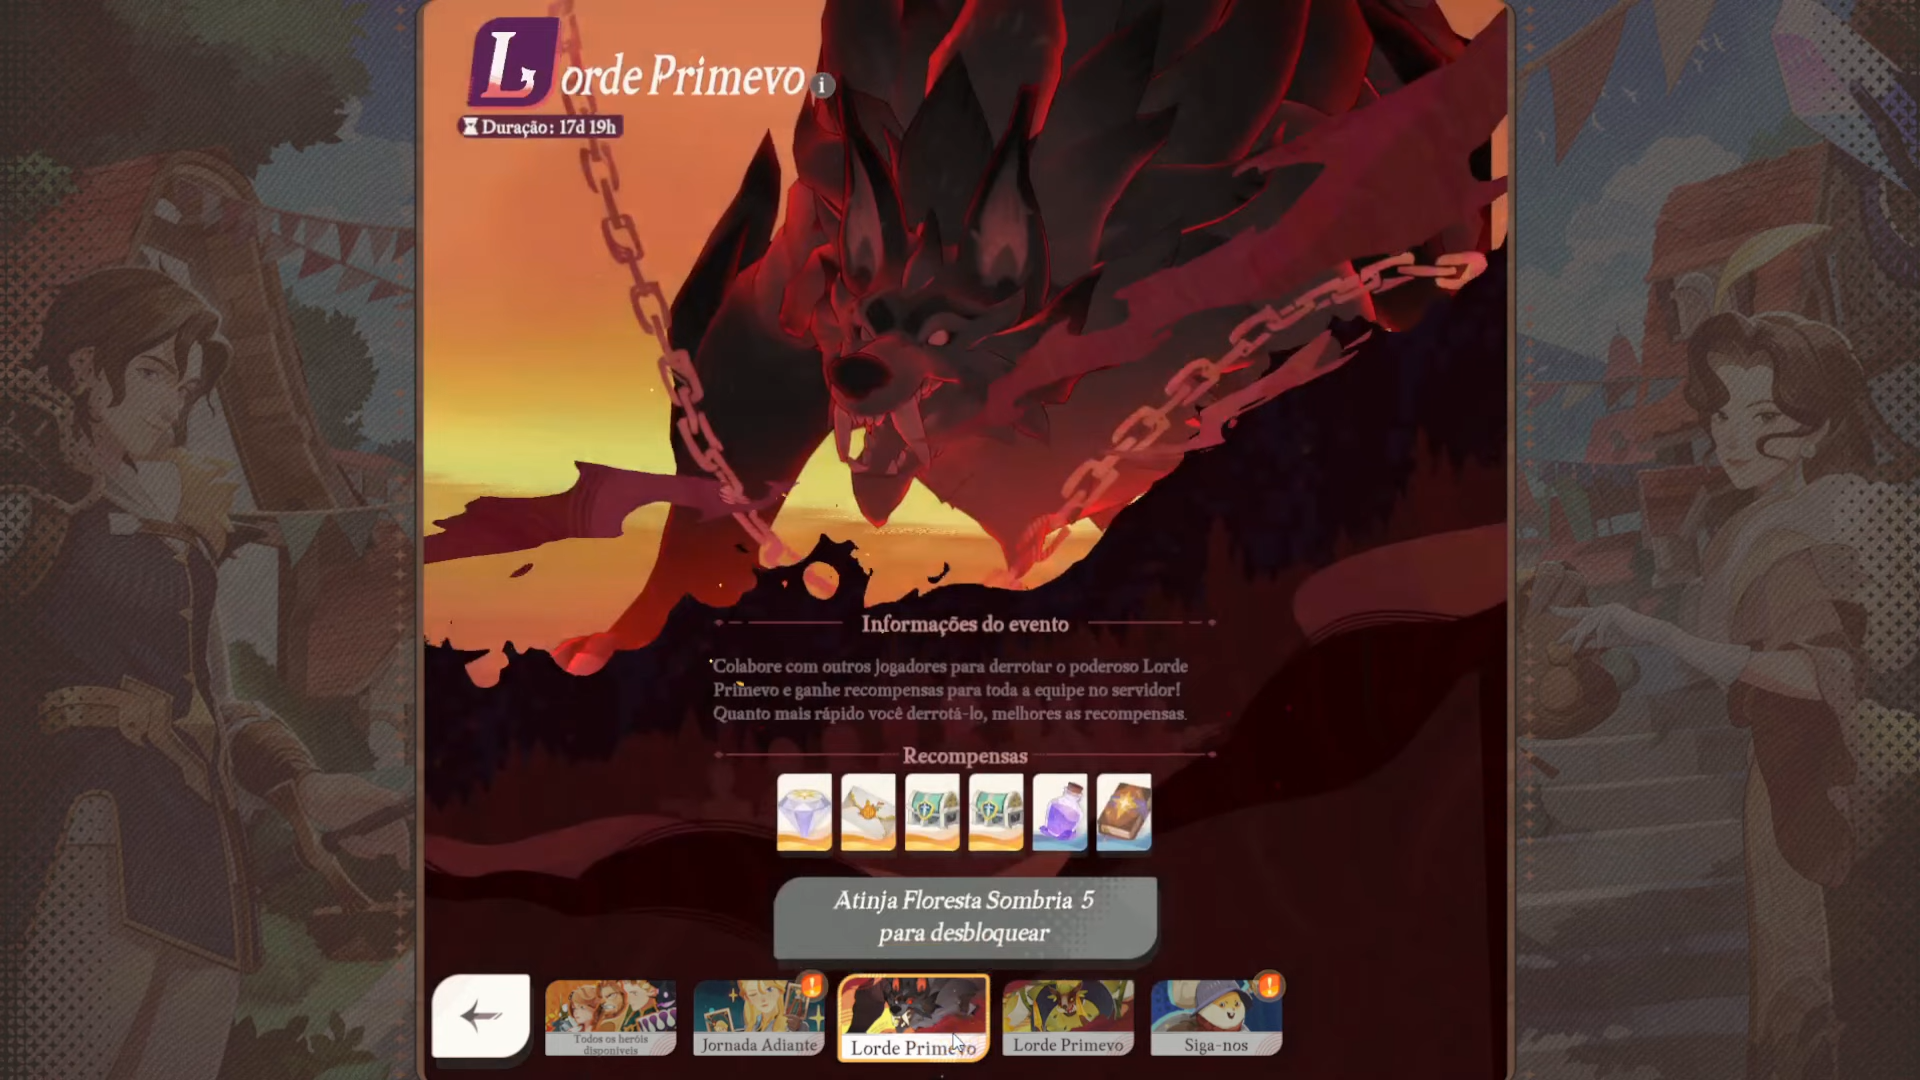 Lorde Primevo
Duração: 17d 19h
Informações do evento
Colabore com outros jogadores para derrotar o poderoso Lorde
Primevo e ganhe recompensas para toda a equipe no servidor!
Quanto mais rápido você derrotá-lo, melhores as recompensas.
Recompensas
Atinja Floresta Sombria 5
para desbloquear
Todos os heróis
disponíveis
Jornada Adiante
Lorde Primevo
Lorde Primevo
Siga-nos